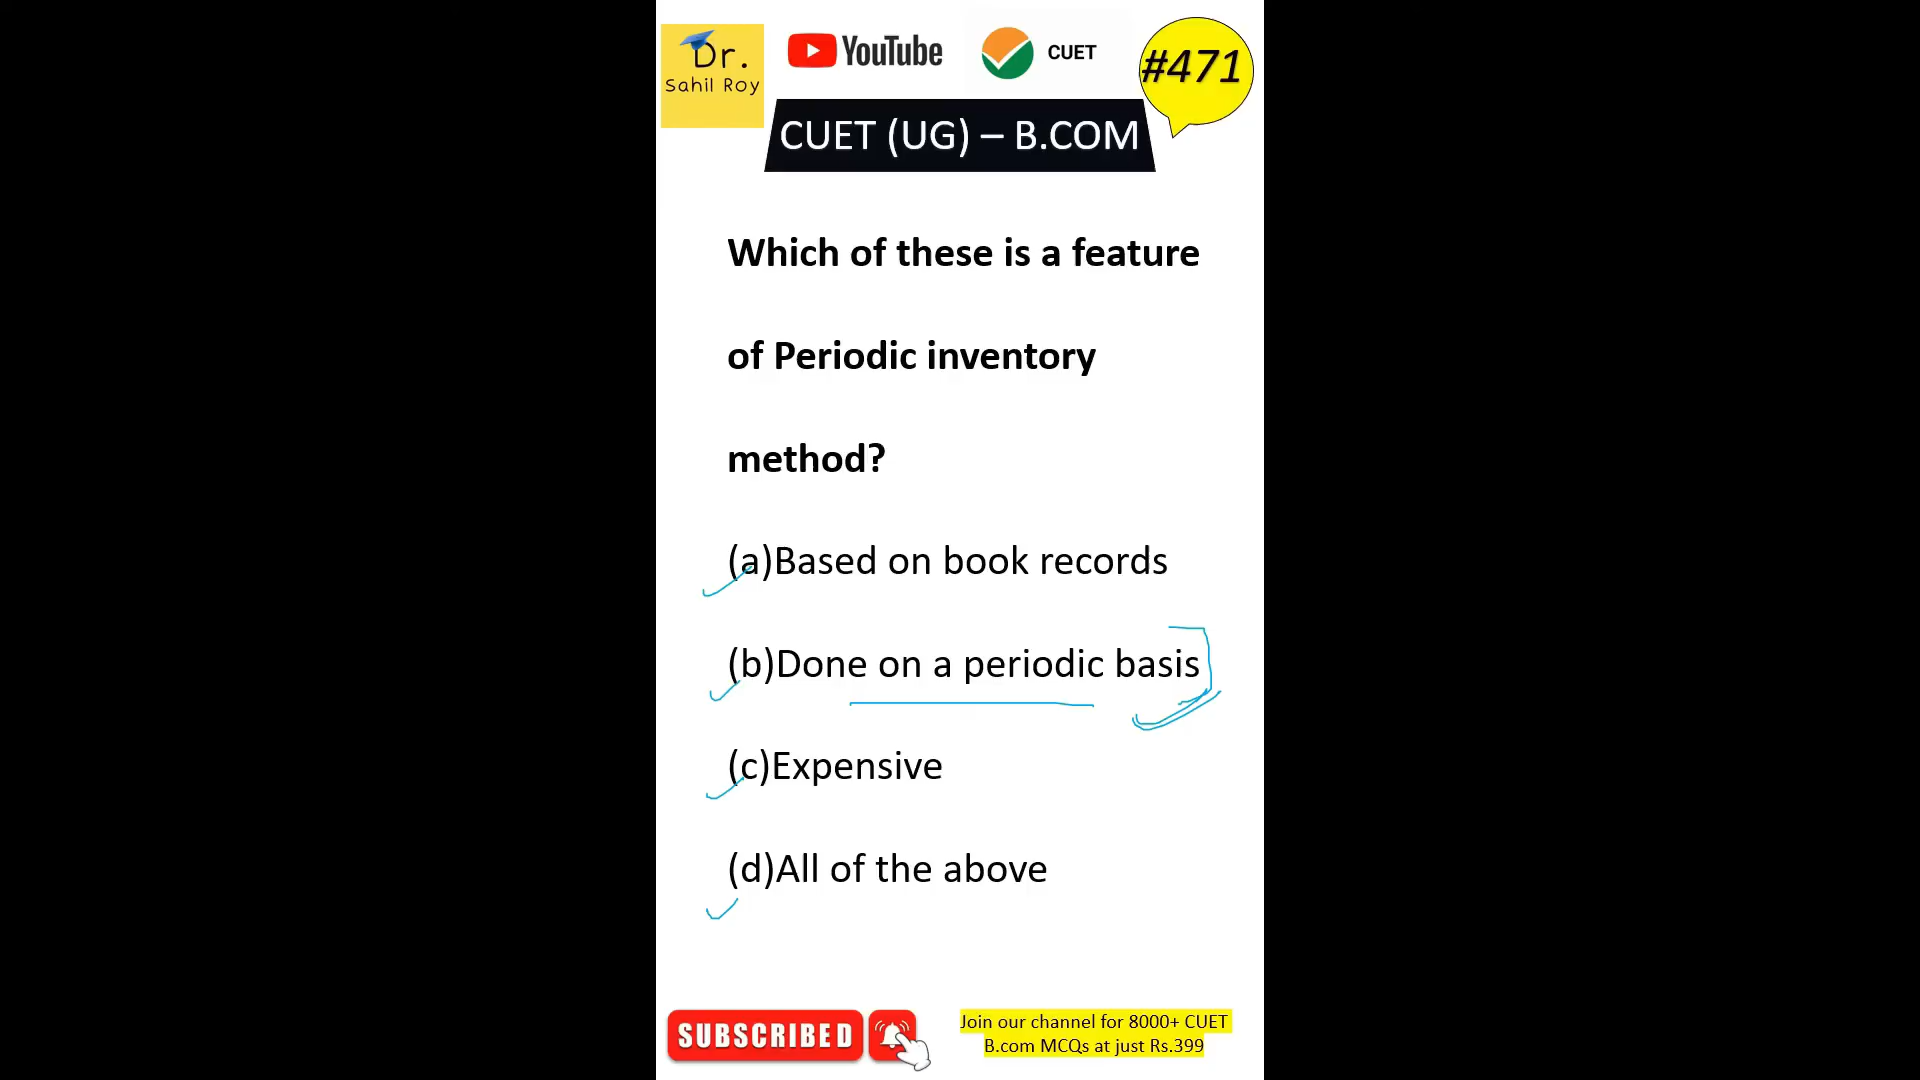 Dr.
Sahil Roy
YouTube
CUET
#471
CUET (UG) – B.COM
Which of these is a feature
of Periodic inventory
method?
(a)Based on book records
(b)Done on a periodic basis
(c)Expensive
(d)All of the above
SUBSCRIBED
Join our channel for 8000+ CUET
B.com MCQs at just Rs.399